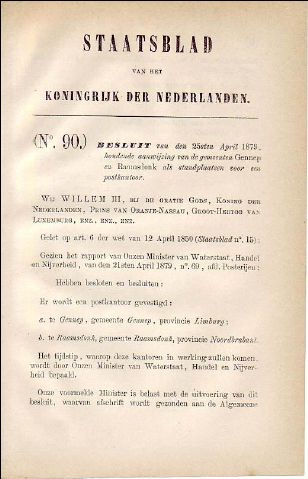 STAATSBLAD
VAN HET
KONINGRIJK DER NEDERLANDEN.
(N°. 90.) BESLUIT van den 25sten April 1879,
houdende aanwijzing van de gemeenten Gennep
en Raamsdonk als standplaatsen voor een
postkantoor.
WIJ WILLEM III, BIJ DE GRATIE GODS, KONING DER
NEDERLANDEN, PRINS VAN ORANJE-NASSAU, GROOT-HERTOG VAN
LUXEMBURG, ENZ., ENZ., ENZ.
Gelet op art. 6 der wet van 12 April 1850 (Staatsblad n°. 15);
Gezien het rapport van Onzen Minister van Waterstaat, Handel
en Nijverheid, van den 21sten April 1879, n°. 69, afd. Posterijen;
Hebben besloten en besluiten:
Er wordt een postkantoor gevestigd:
a. te Gennep, gemeente Gennep, provincie Limburg;
b. te Raamsdonk, gemeente Raamsdonk, provincie Noordbrabant.
Het tijdstip, waarop deze kantoren in werking zullen komen,
wordt door Onzen Minister van Waterstaat, Handel en Nijver-
heid bepaald.
Onze voormelde Minister is belast met de uitvoering van dit
besluit, waarvan afschrift wordt gezonden aan de Algemeene